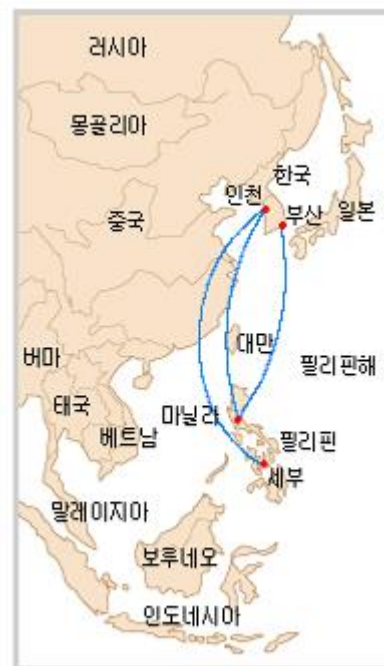 러시아
몽골리아
한국
인천
부산
일본
중국
대만
버마
필리핀해
태국
마닐라
베트남
필리핀
세부
말레이지아
보루네오
인도네시아